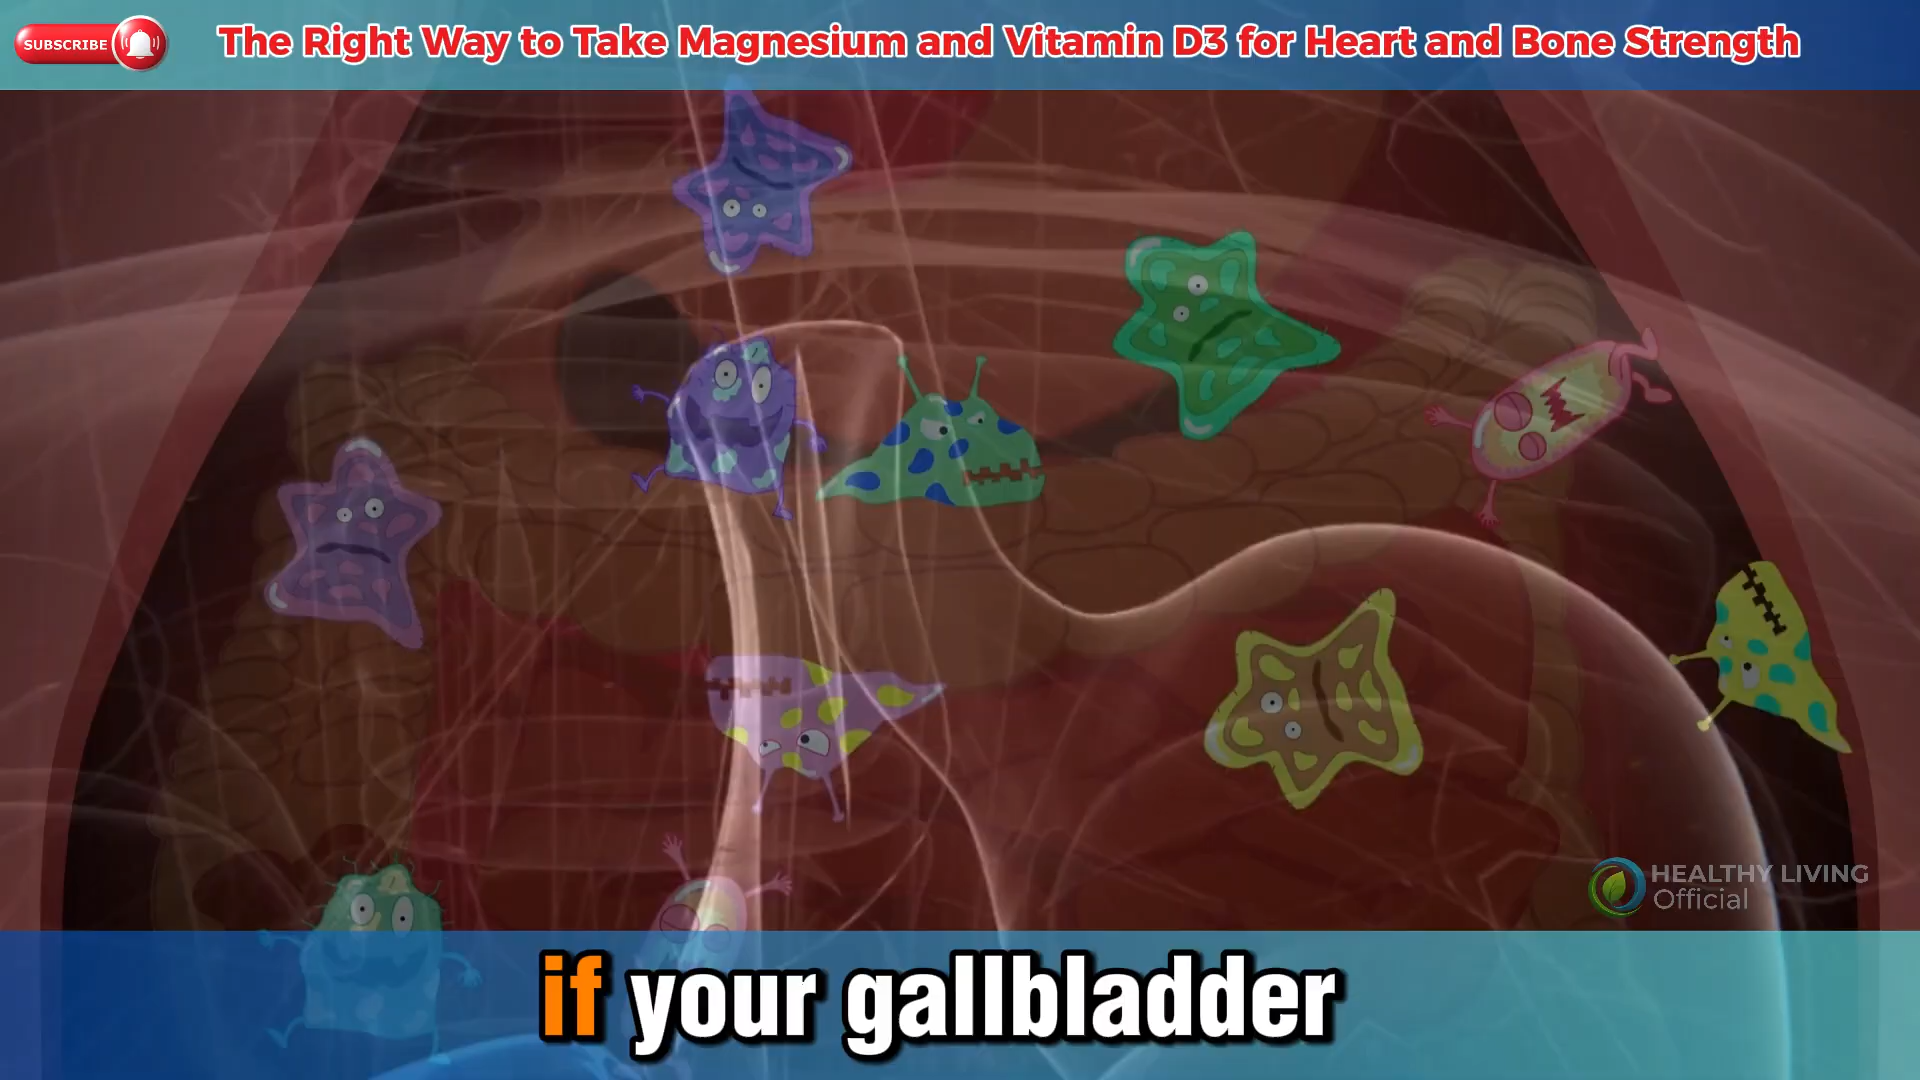 SUBSCRIBE
The Right Way to Take Magnesium and Vitamin D3 for Heart and Bone Strength
HEALTHY LIVING
Official
if your gallbladder